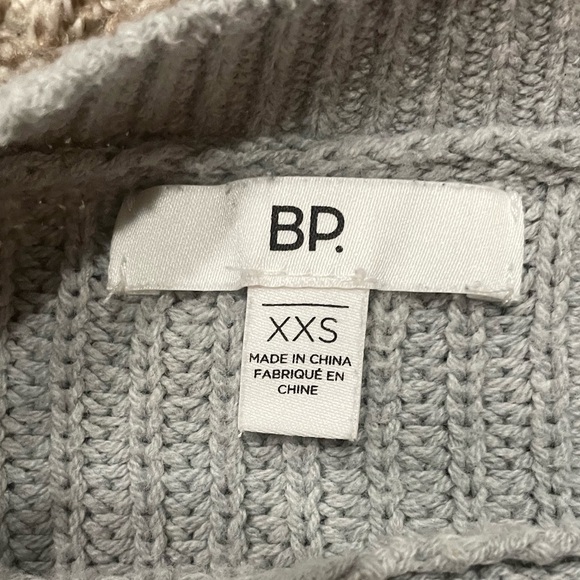 BP.
XXS
MADE IN CHINA
FABRIQUÉ EN
CHINE